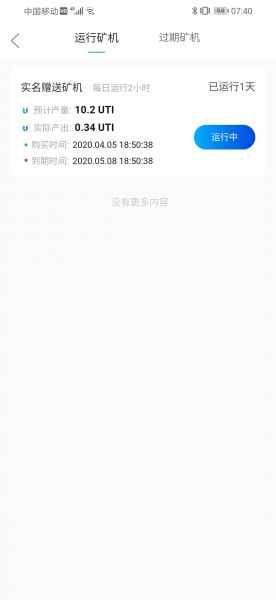 中国移动 HD 4G 94 07:40
运行矿机 过期矿机
实名赠送矿机 每日运行2小时 已运行1天
预计产量: 10.2 UTI
实际产出: 0.34 UTI
运行中
购买时间: 2020.04.05 18:50:38
到期时间: 2020.05.08 18:50:38
没有更多内容